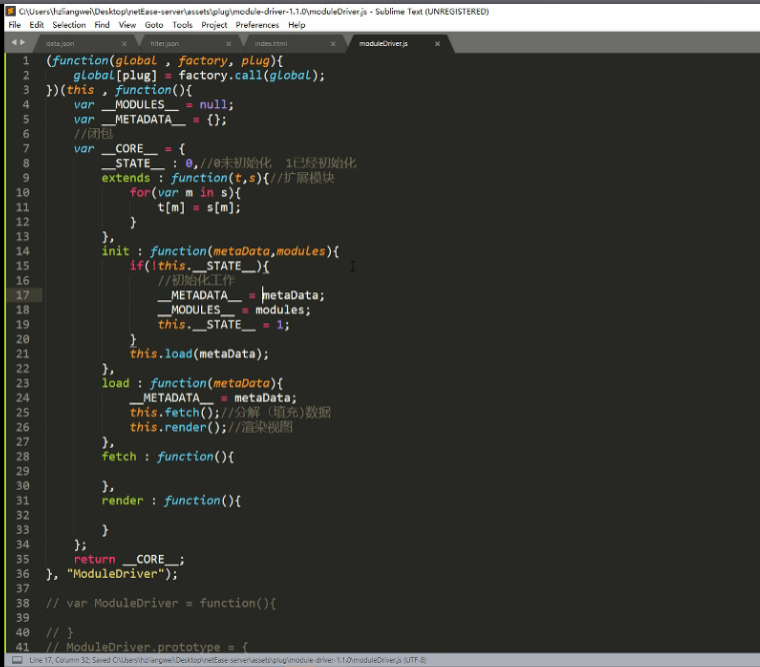 C:\Users\hzliangwei\Desktop\netEase-server\assets\plug\module-driver-1.1.0\moduleDriver.js - Sublime Text (UNREGISTERED)
File Edit Selection Find View Goto Tools Project Preferences Help
data.json × filter.json × index.html × moduleDriver.js ×
1 (function(global , factory, plug){
2 global[plug] = factory.call(global);
3 })(this , function(){
4 var __MODULES__ = null;
5 var __METADATA__ = {};
6 //闭包
7 var __CORE__ = {
8 __STATE__ : 0,//0未初始化 1已经初始化
9 extends : function(t,s){//扩展模块
10 for(var m in s){
11 t[m] = s[m];
12 }
13 },
14 init : function(metaData,modules){
15 if(!this.__STATE__){
16 //初始化工作
17 __METADATA__ = metaData;
18 __MODULES__ = modules;
19 this.__STATE__ = 1;
20 }
21 this.load(metaData);
22 },
23 load : function(metaData){
24 __METADATA__ = metaData;
25 this.fetch();//分解（填充)数据
26 this.render();//渲染视图
27 },
28 fetch : function(){
29
30 },
31 render : function(){
32
33 }
34 };
35 return __CORE__;
36 }, "ModuleDriver");
37
38 // var ModuleDriver = function(){
39
40 // }
41 // ModuleDriver.prototype = {
Line 17, Column 32; Saved C:\Users\hzliangwei\Desktop\netEase-server\assets\plug\module-driver-1.1.0\moduleDriver.js (UTF-8)